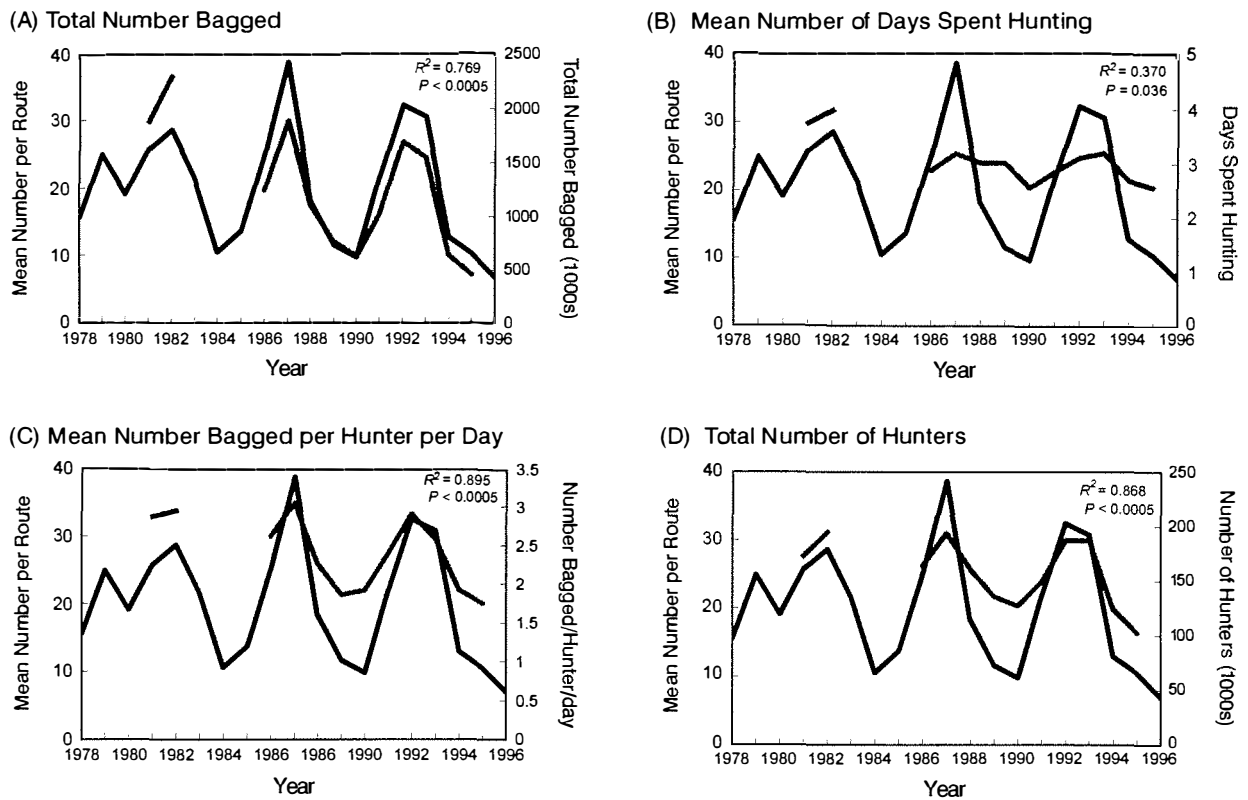 (A) Total Number Bagged
Mean Number per Route
40
30
20
10
0
R² = 0.769
P < 0.0005
2500
2000
1500
1000
500
0
Total Number Bagged (1000s)
1978 1980 1982 1984 1986 1988 1990 1992 1994 1996
Year
(B) Mean Number of Days Spent Hunting
Mean Number per Route
40
30
20
10
0
R² = 0.370
P = 0.036
5
4
3
2
1
0
Days Spent Hunting
1978 1980 1982 1984 1986 1988 1990 1992 1994 1996
Year
(C) Mean Number Bagged per Hunter per Day
Mean Number per Route
40
30
20
10
0
R² = 0.895
P < 0.0005
3.5
3
2.5
2
1.5
1
0.5
0
Number Bagged/Hunter/day
1978 1980 1982 1984 1986 1986 1990 1992 1994 1996
Year
(D) Total Number of Hunters
Mean Number per Route
40
30
20
10
0
R² = 0.868
P < 0.0005
250
200
150
100
50
0
Number of Hunters (1000s)
1978 1980 1982 1984 1986 1988 1990 1992 1994 1996
Year